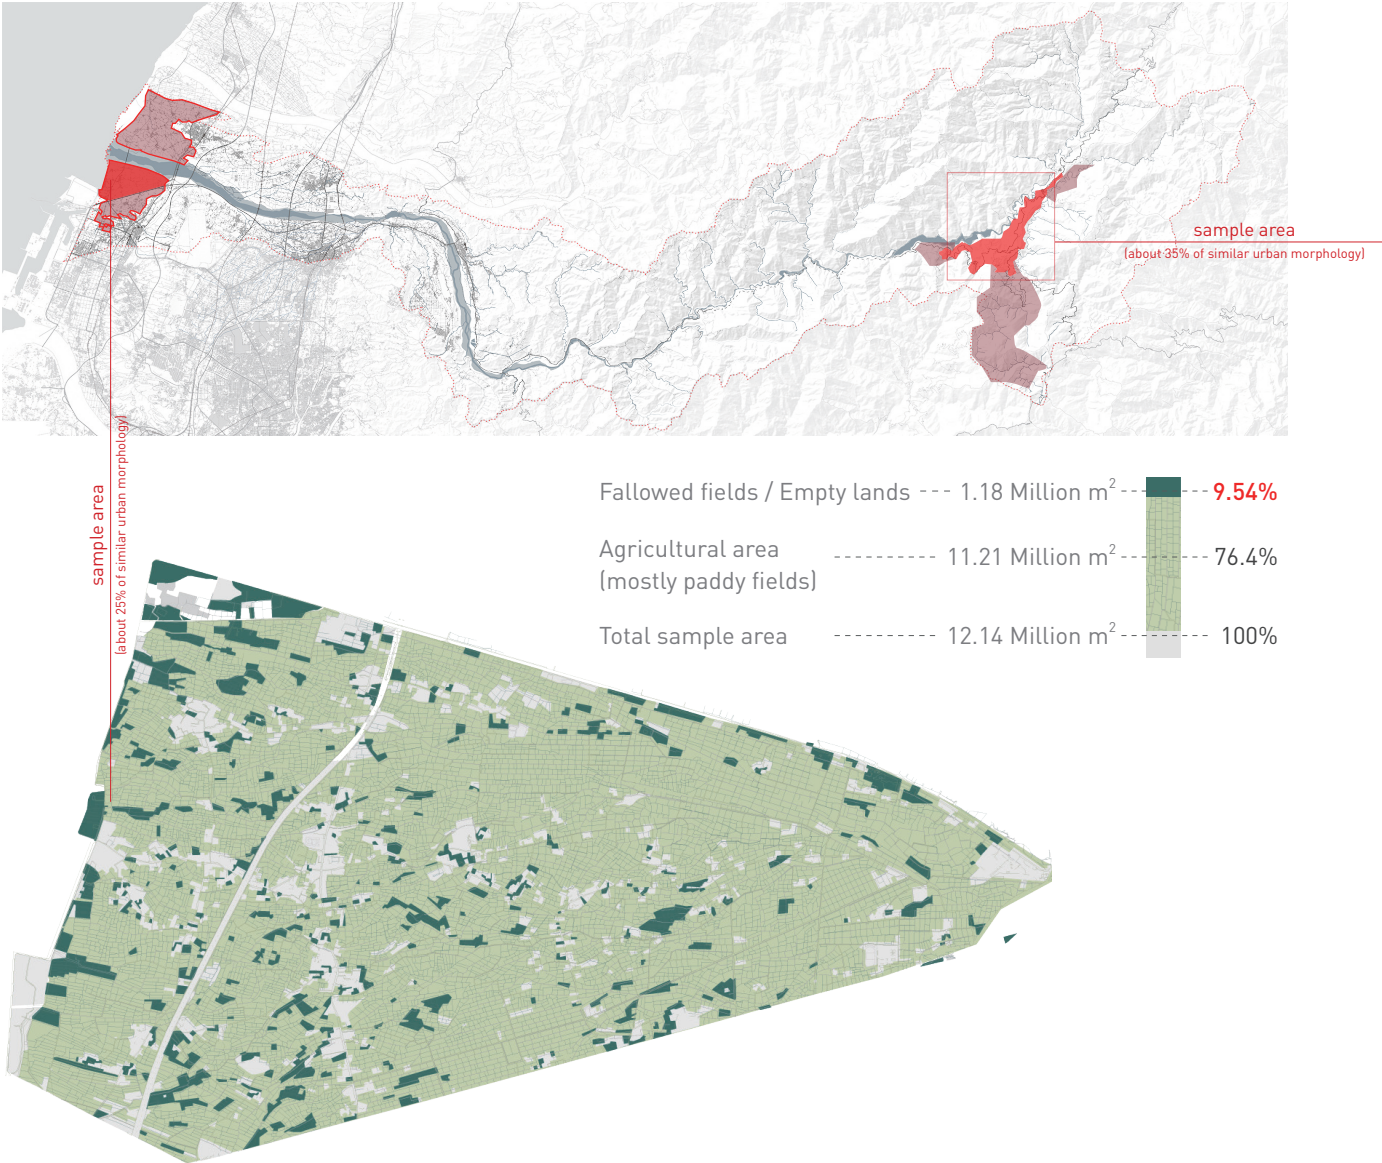 sample area
(about 35% of similar urban morphology)
sample area
(about 25% of similar urban morphology)
Fallowed fields / Empty lands --- 1.18 Million m² 9.54%
Agricultural area
(mostly paddy fields) 11.21 Million m² 76.4%
Total sample area 12.14 Million m² 100%